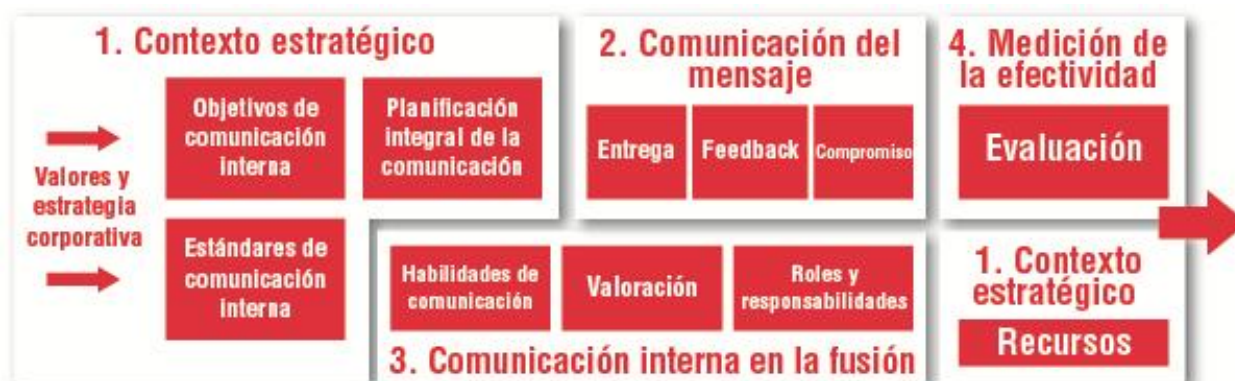 1. Contexto estratégico
Valores y
estrategia
corporativa
Objetivos de
comunicación
interna
Planificación
integral de la
comunicación
Estándares de
comunicación
interna
2. Comunicación del
mensaje
Entrega
Feedback
Compromiso
Habilidades de
comunicación
Valoración
Roles y
responsabilidades
3. Comunicación interna en la fusión
4. Medición de
la efectividad
Evaluación
1. Contexto
estratégico
Recursos